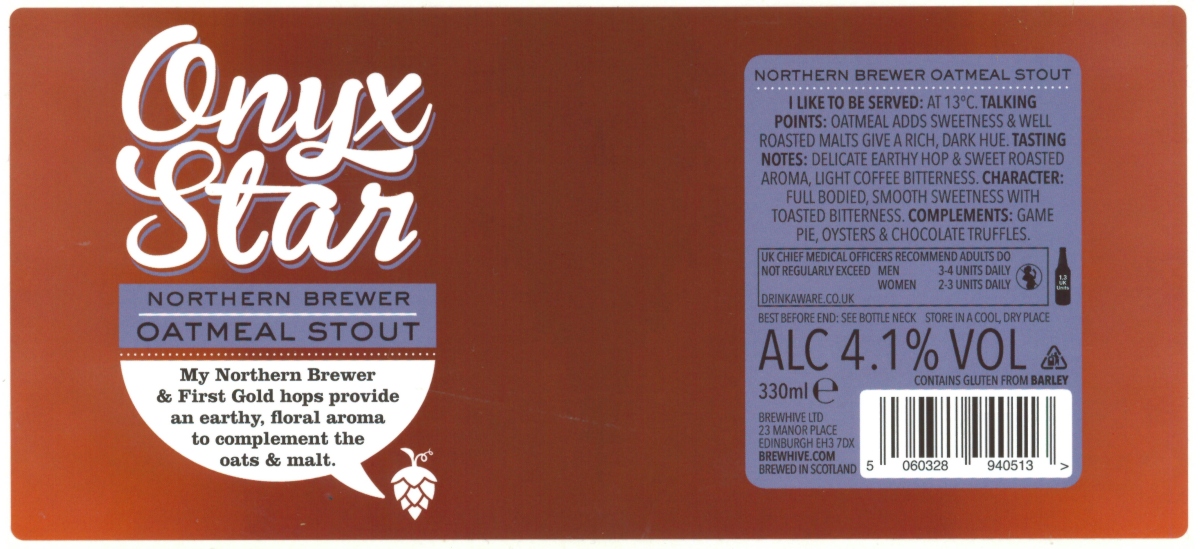 Onyx
Star
NORTHERN BREWER
OATMEAL STOUT
My Northern Brewer
& First Gold hops provide
an earthy, floral aroma
to complement the
oats & malt.
NORTHERN BREWER OATMEAL STOUT
I LIKE TO BE SERVED: AT 13°C. TALKING
POINTS: OATMEAL ADDS SWEETNESS & WELL
ROASTED MALTS GIVE A RICH, DARK HUE. TASTING
NOTES: DELICATE EARTHY HOP & SWEET ROASTED
AROMA, LIGHT COFFEE BITTERNESS. CHARACTER:
FULL BODIED, SMOOTH SWEETNESS WITH
TOASTED BITTERNESS. COMPLEMENTS: GAME
PIE, OYSTERS & CHOCOLATE TRUFFLES.
UK CHIEF MEDICAL OFFICERS RECOMMEND ADULTS DO
NOT REGULARLY EXCEED MEN 3-4 UNITS DAILY
WOMEN 2-3 UNITS DAILY
DRINKAWARE.CO.UK
1.3
UK
Units
BEST BEFORE END: SEE BOTTLE NECK STORE IN A COOL, DRY PLACE
ALC 4.1% VOL
CONTAINS GLUTEN FROM BARLEY
330ml e
BREWHIVE LTD
23 MANOR PLACE
EDINBURGH EH3 7DX
BREWHIVE.COM
BREWED IN SCOTLAND
5 060328 940513 >